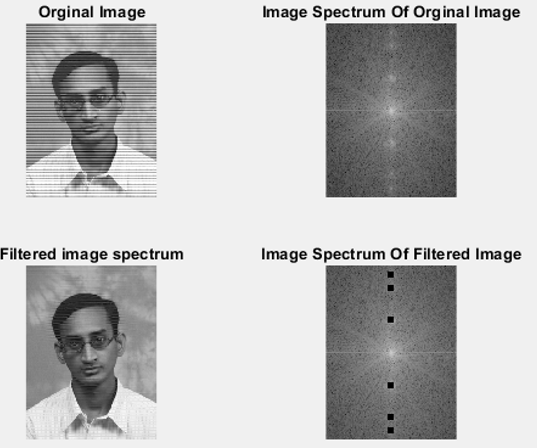 Orginal Image
Image Spectrum Of Orginal Image
Filtered image spectrum
Image Spectrum Of Filtered Image